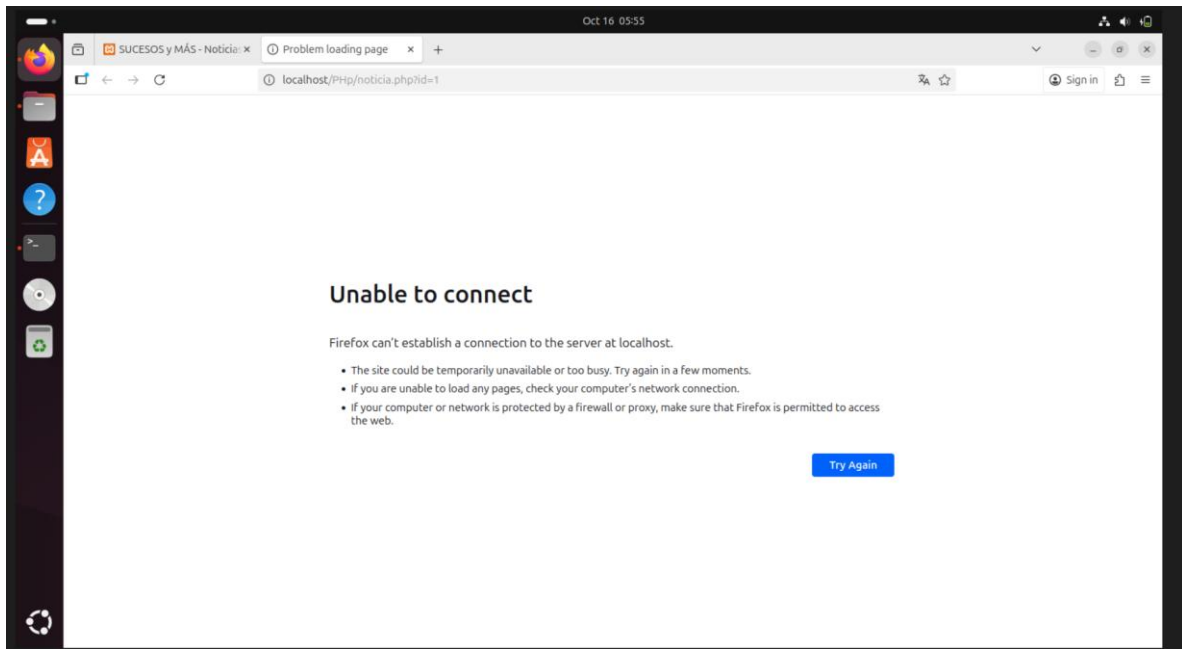 Oct 16 05:55
SUCESOS y MÁS - Noticias
Problem loading page
localhost/PHp/noticia.php?id=1
Sign in
Unable to connect
Firefox can't establish a connection to the server at localhost.
• The site could be temporarily unavailable or too busy. Try again in a few moments.
• If you are unable to load any pages, check your computer's network connection.
• If your computer or network is protected by a firewall or proxy, make sure that Firefox is permitted to access
the web.
Try Again